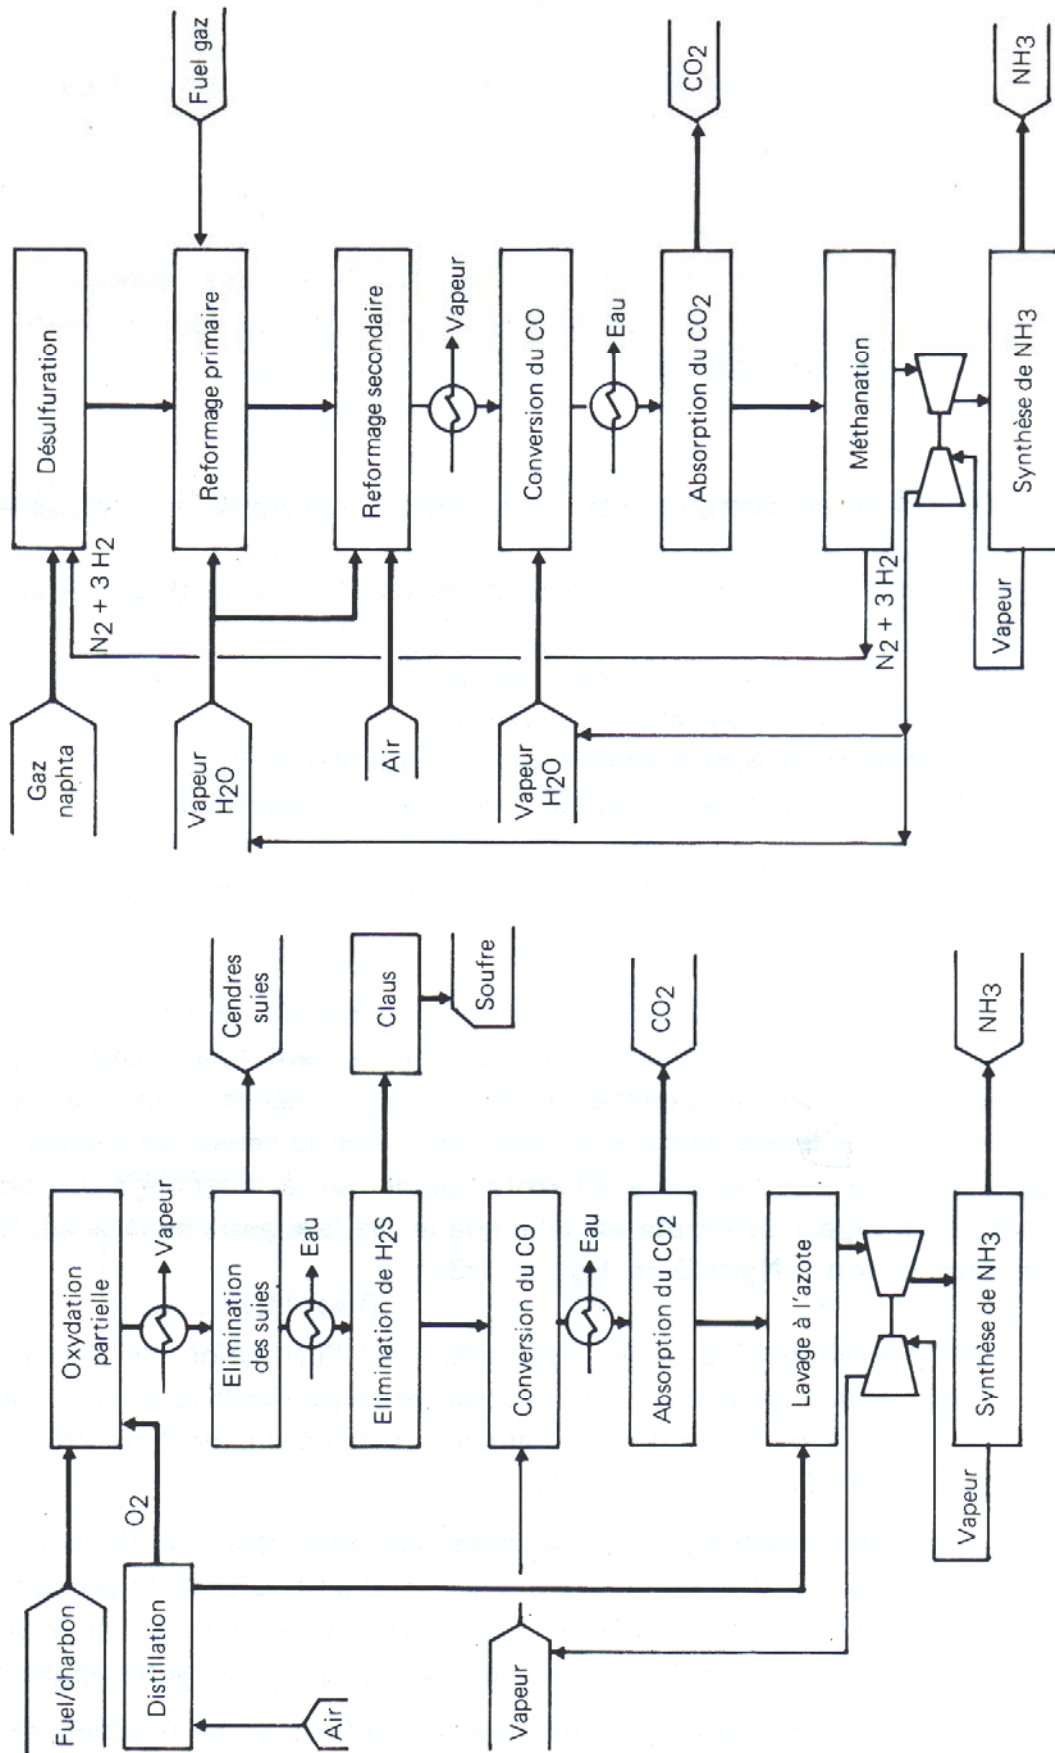 Fuel/charbon
Air
Distillation
O2
Oxydation
partielle
Vapeur
Elimination
des suies
Cendres
suies
Eau
Elimination de H2S
Claus
Soufre
Vapeur
Conversion du CO
Eau
Absorption du CO2
CO2
Lavage à l'azote
Vapeur
Synthèse de NH3
NH3
Gaz
naphta
N2 + 3 H2
Désulfuration
Vapeur
H2O
Reformage primaire
Fuel gaz
Air
Reformage secondaire
Vapeur
Vapeur
H2O
Conversion du CO
Eau
Absorption du CO2
CO2
Méthanation
N2 + 3 H2
Vapeur
Synthèse de NH3
NH3